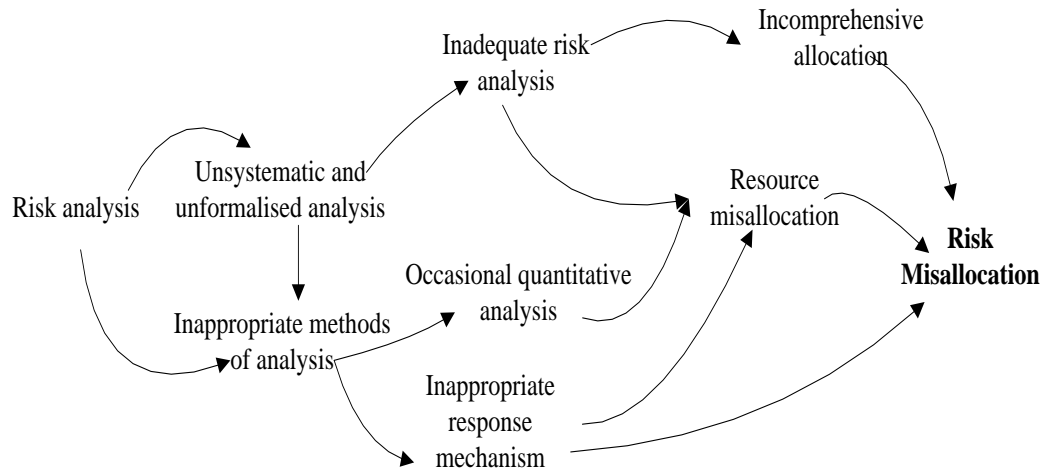 Incomprehensive
allocation
Inadequate risk
analysis
Unsystematic and
unformalised analysis
Risk analysis
Resource
misallocation
Risk
Misallocation
Occasional quantitative
analysis
Inappropriate methods
of analysis
Inappropriate
response
mechanism